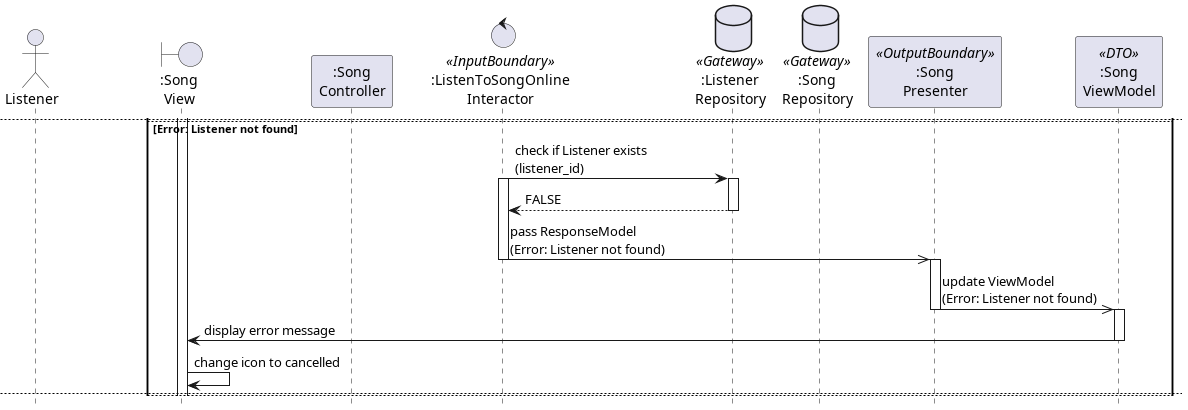 Listener
:Song
View
:Song
Controller
«InputBoundary»
:ListenToSongOnline
Interactor
«Gateway»
:Listener
Repository
«Gateway»
:Song
Repository
«OutputBoundary»
:Song
Presenter
«DTO»
:Song
ViewModel
[Error: Listener not found]
check if Listener exists
(listener_id)
FALSE
pass ResponseModel
(Error: Listener not found)
update ViewModel
(Error: Listener not found)
display error message
change icon to cancelled